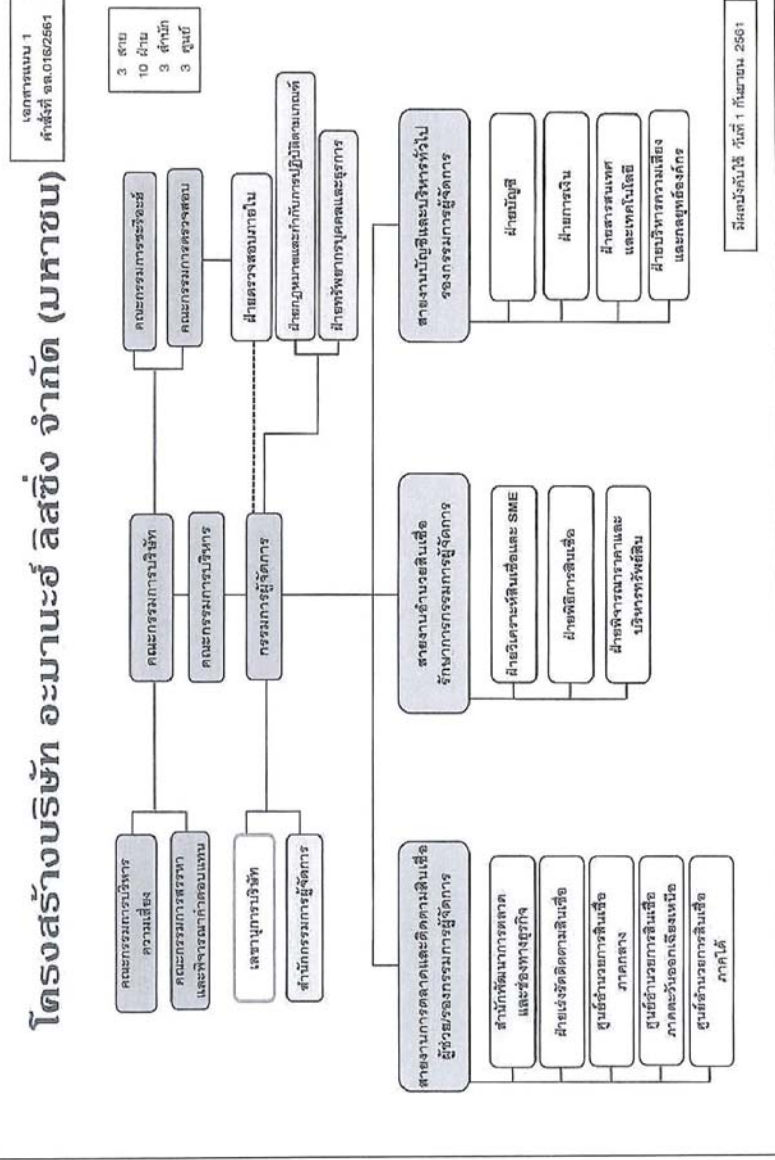 เอกสารแนบ 1
คำสั่งที่ อล.016/2561
โครงสร้างบริษัท อะมานะฮ์ ลิสซิ่ง จำกัด (มหาชน)
3 สาย
10 ฝ่าย
3 สำนัก
3 ศูนย์
คณะกรรมการบริหาร
ความเสี่ยง
คณะกรรมการสรรหา
และพิจารณาค่าตอบแทน
คณะกรรมการบริษัท
คณะกรรมการชะรีอะฮ์
คณะกรรมการตรวจสอบ
คณะกรรมการบริหาร
เลขานุการบริษัท
สำนักกรรมการผู้จัดการ
กรรมการผู้จัดการ
ฝ่ายตรวจสอบภายใน
ฝ่ายกฎหมายและกำกับการปฏิบัติตามเกณฑ์
ฝ่ายทรัพยากรบุคคลและธุรการ
สายงานการตลาดและติดตามสินเชื่อ
ผู้ช่วย/รองกรรมการผู้จัดการ
สำนักพัฒนาการตลาด
และช่องทางธุรกิจ
ฝ่ายเร่งรัดติดตามสินเชื่อ
ศูนย์อำนวยการสินเชื่อ
ภาคกลาง
ศูนย์อำนวยการสินเชื่อ
ภาคตะวันออกเฉียงเหนือ
ศูนย์อำนวยการสินเชื่อ
ภาคใต้
สายงานอำนวยสินเชื่อ
รักษาการกรรมการผู้จัดการ
ฝ่ายวิเคราะห์สินเชื่อและ SME
ฝ่ายพิธีการสินเชื่อ
ฝ่ายพิจารณาราคาและ
บริหารทรัพย์สิน
สายงานบัญชีและบริหารทั่วไป
รองกรรมการผู้จัดการ
ฝ่ายบัญชี
ฝ่ายการเงิน
ฝ่ายสารสนเทศ
และเทคโนโลยี
ฝ่ายบริหารความเสี่ยง
และกลยุทธ์องค์กร
มีผลบังคับใช้ วันที่ 1 กันยายน 2561